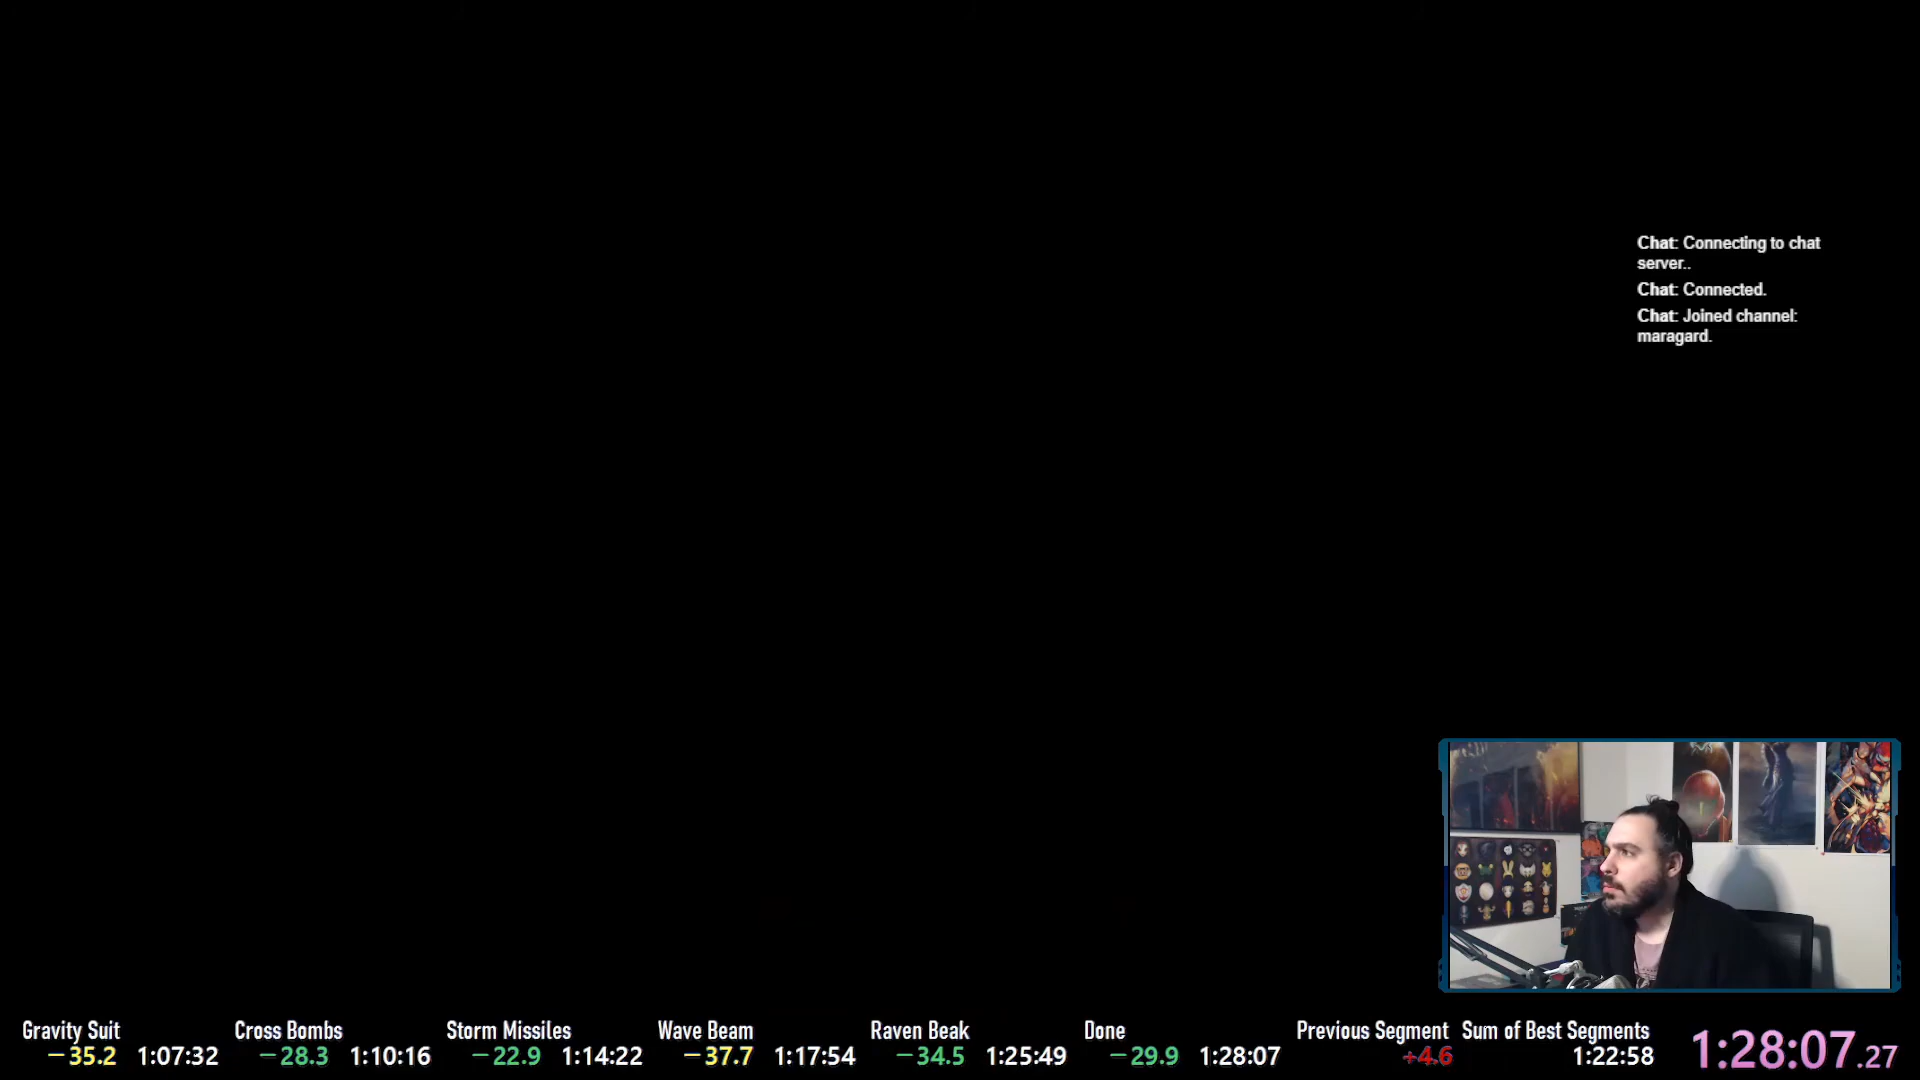 Chat: Connecting to chat
server..
Chat: Connected.
Chat: Joined channel:
maragard.
Gravity Suit
−35.2 1:07:32
Cross Bombs
−28.3 1:10:16
Storm Missiles
−22.9 1:14:22
Wave Beam
−37.7 1:17:54
Raven Beak
−34.5 1:25:49
Done
−29.9 1:28:07
Previous Segment
+4.6
Sum of Best Segments
1:22:58
1:28:07.27